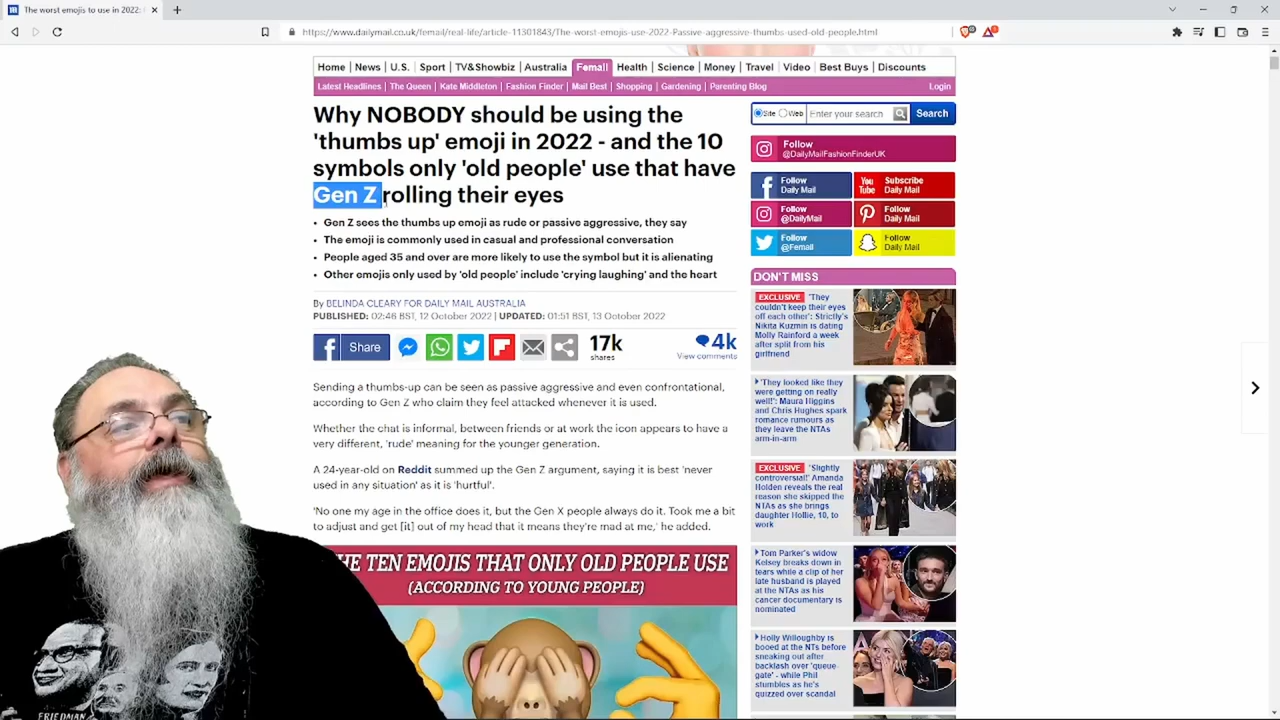 The worst emojis to use in 2022:
https://www.dailymail.co.uk/femail/real-life/article-11301843/The-worst-emojis-use-2022-Passive-aggressive-thumbs-used-old-people.html
Home News U.S. Sport TV&Showbiz Australia Femail Health Science Money Travel Video Best Buys Discounts
Latest Headlines The Queen Kate Middleton Fashion Finder Mail Best Shopping Gardening Parenting Blog Login
Why NOBODY should be using the
'thumbs up' emoji in 2022 - and the 10
symbols only 'old people' use that have
Gen Z rolling their eyes
• Gen Z sees the thumbs up emoji as rude or passive aggressive, they say
• The emoji is commonly used in casual and professional conversation
• People aged 35 and over are more likely to use the symbol but it is alienating
• Other emojis only used by 'old people' include 'crying laughing' and the heart
By BELINDA CLEARY FOR DAILY MAIL AUSTRALIA
PUBLISHED: 02:46 BST, 12 October 2022 | UPDATED: 01:51 BST, 13 October 2022
Share
17k
shares
4k
View comments
Sending a thumbs-up can be seen as passive aggressive and even confrontational,
according to Gen Z who claim they feel attacked whenever it is used.
Whether the chat is informal, between friends or at work the icon appears to have a
very different, 'rude' meaning for the younger generation.
A 24-year-old on Reddit summed up the Gen Z argument, saying it is best 'never
used in any situation' as it is 'hurtful'.
'No one my age in the office does it, but the Gen X people always do it. Took me a bit
to adjust and get [it] out of my head that it means they're mad at me,' he added.
HE TEN EMOJIS THAT ONLY OLD PEOPLE USE
(ACCORDING TO YOUNG PEOPLE)
FRIEDMAN
Site Web Enter your search Search
Follow
@DailyMailFashionFinderUK
Follow
Daily Mail
You
Tube
Subscribe
Daily Mail
Follow
@DailyMail
Follow
Daily Mail
Follow
@Femail
Follow
Daily Mail
DON'T MISS
EXCLUSIVE 'They
couldn't keep their eyes
off each other': Strictly's
Nikita Kuzmin is dating
Molly Rainford a week
after split from his
girlfriend
'They looked like they
were getting on really
well!': Maura Higgins
and Chris Hughes spark
romance rumours as
they leave the NTAs
arm-in-arm
EXCLUSIVE 'Slightly
controversial!' Amanda
Holden reveals the real
reason she skipped the
NTAs as she brings
daughter Hollie, 10, to
work
Tom Parker's widow
Kelsey breaks down in
tears while a clip of her
late husband is played
at the NTAs as his
cancer documentary is
nominated
Holly Willoughby is
booed at the NTs before
sneaking out after
backlash over 'queue-
gate' - while Phil
stumbles as he's
quizzed over scandal